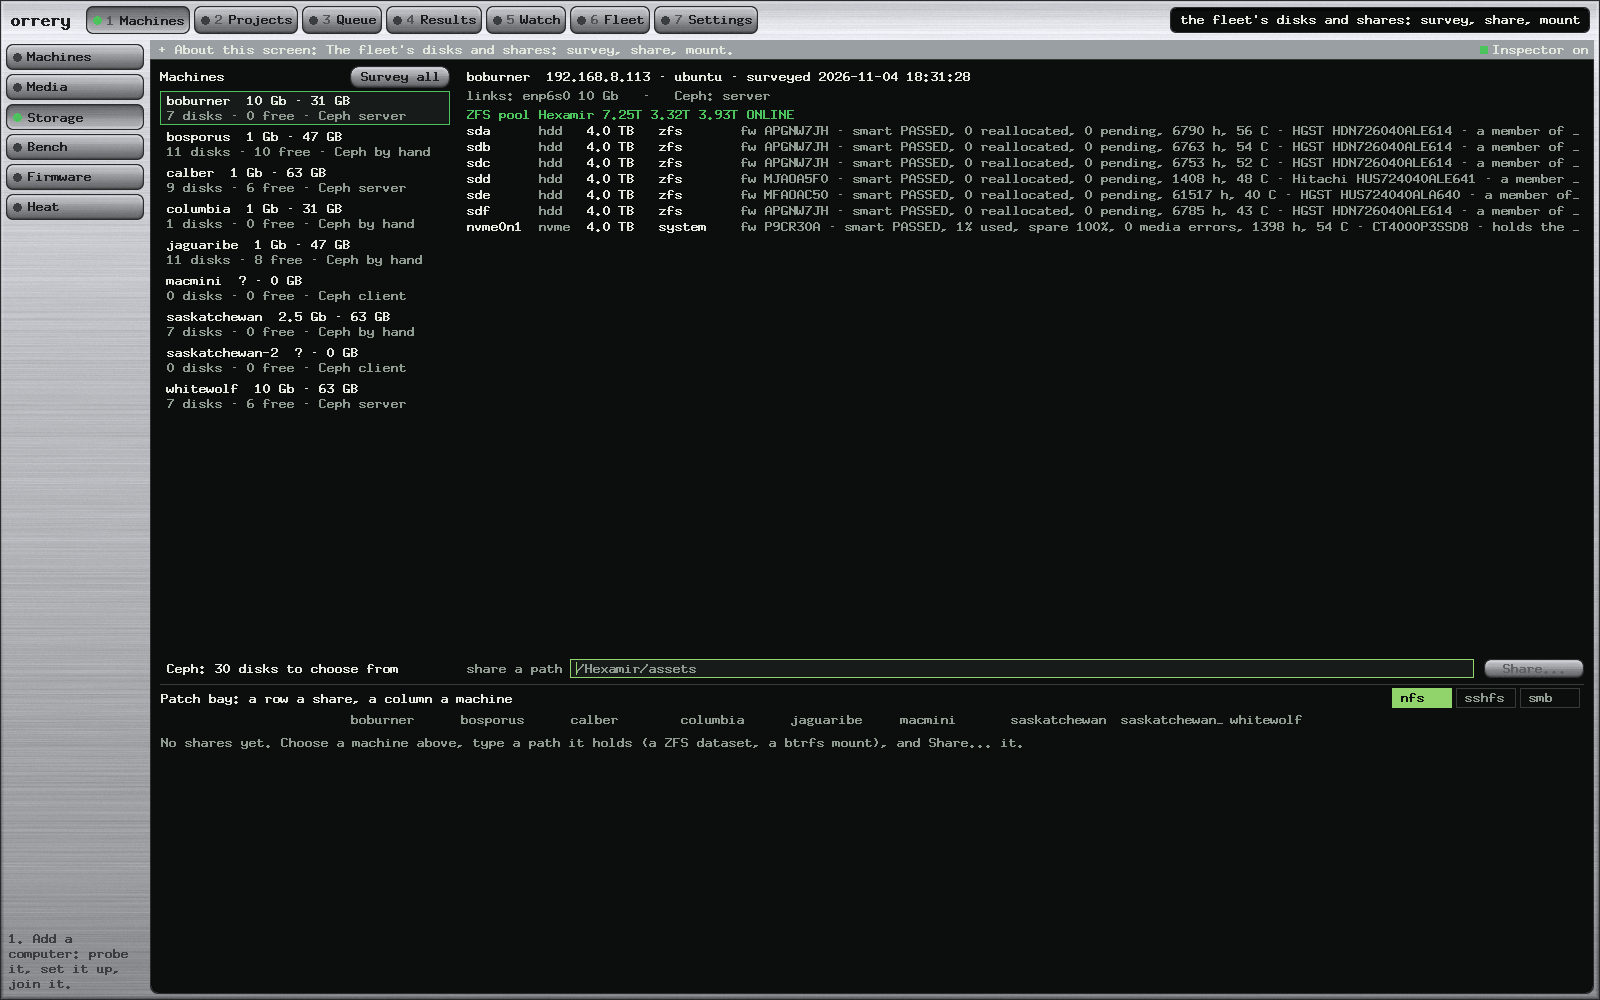 orrery
1 Machines
2 Projects
3 Queue
4 Results
5 Watch
6 Fleet
7 Settings
the fleet's disks and shares: survey, share, mount
Machines
Media
Storage
Bench
Firmware
Heat
+ About this screen: The fleet's disks and shares: survey, share, mount.
Inspector on
Machines
Survey all
boburner 10 Gb - 31 GB
7 disks - 0 free - Ceph server
bosporus 1 Gb - 47 GB
11 disks - 10 free - Ceph by hand
calber 1 Gb - 63 GB
9 disks - 6 free - Ceph server
columbia 1 Gb - 31 GB
1 disks - 0 free - Ceph by hand
jaguaribe 1 Gb - 47 GB
11 disks - 8 free - Ceph by hand
macmini ? - 0 GB
0 disks - 0 free - Ceph client
saskatchewan 2.5 Gb - 63 GB
7 disks - 0 free - Ceph by hand
saskatchewan-2 ? - 0 GB
0 disks - 0 free - Ceph client
whitewolf 10 Gb - 63 GB
7 disks - 6 free - Ceph server
boburner 192.168.8.113 - ubuntu - surveyed 2026-11-04 18:31:28
links: enp6s0 10 Gb - Ceph: server
ZFS pool Hexamir 7.25T 3.32T 3.93T ONLINE
sda hdd 4.0 TB zfs fw APGNW7JH - smart PASSED, 0 reallocated, 0 pending, 6790 h, 56 C - HGST HDN726040ALE614 - a member of _
sdb hdd 4.0 TB zfs fw APGNW7JH - smart PASSED, 0 reallocated, 0 pending, 6763 h, 54 C - HGST HDN726040ALE614 - a member of _
sdc hdd 4.0 TB zfs fw APGNW7JH - smart PASSED, 0 reallocated, 0 pending, 6753 h, 52 C - HGST HDN726040ALE614 - a member of _
sdd hdd 4.0 TB zfs fw MJAOA5F0 - smart PASSED, 0 reallocated, 0 pending, 1408 h, 48 C - Hitachi HUS724040ALE641 - a member _
sde hdd 4.0 TB zfs fw MFAOAC50 - smart PASSED, 0 reallocated, 0 pending, 61517 h, 40 C - HGST HUS724040ALA640 - a member of_
sdf hdd 4.0 TB zfs fw APGNW7JH - smart PASSED, 0 reallocated, 0 pending, 6785 h, 43 C - HGST HDN726040ALE614 - a member of _
nvme0n1 nvme 4.0 TB system fw P9CR30A - smart PASSED, 1% used, spare 100%, 0 media errors, 1398 h, 54 C - CT4000P3SSD8 - holds the _
Ceph: 30 disks to choose from
share a path /Hexamir/assets
Share...
Patch bay: a row a share, a column a machine
nfs
sshfs
smb
boburner bosporus calber columbia jaguaribe macmini saskatchewan saskatchewan_ whitewolf
No shares yet. Choose a machine above, type a path it holds (a ZFS dataset, a btrfs mount), and Share... it.
1. Add a
computer: probe
it, set it up,
join it.